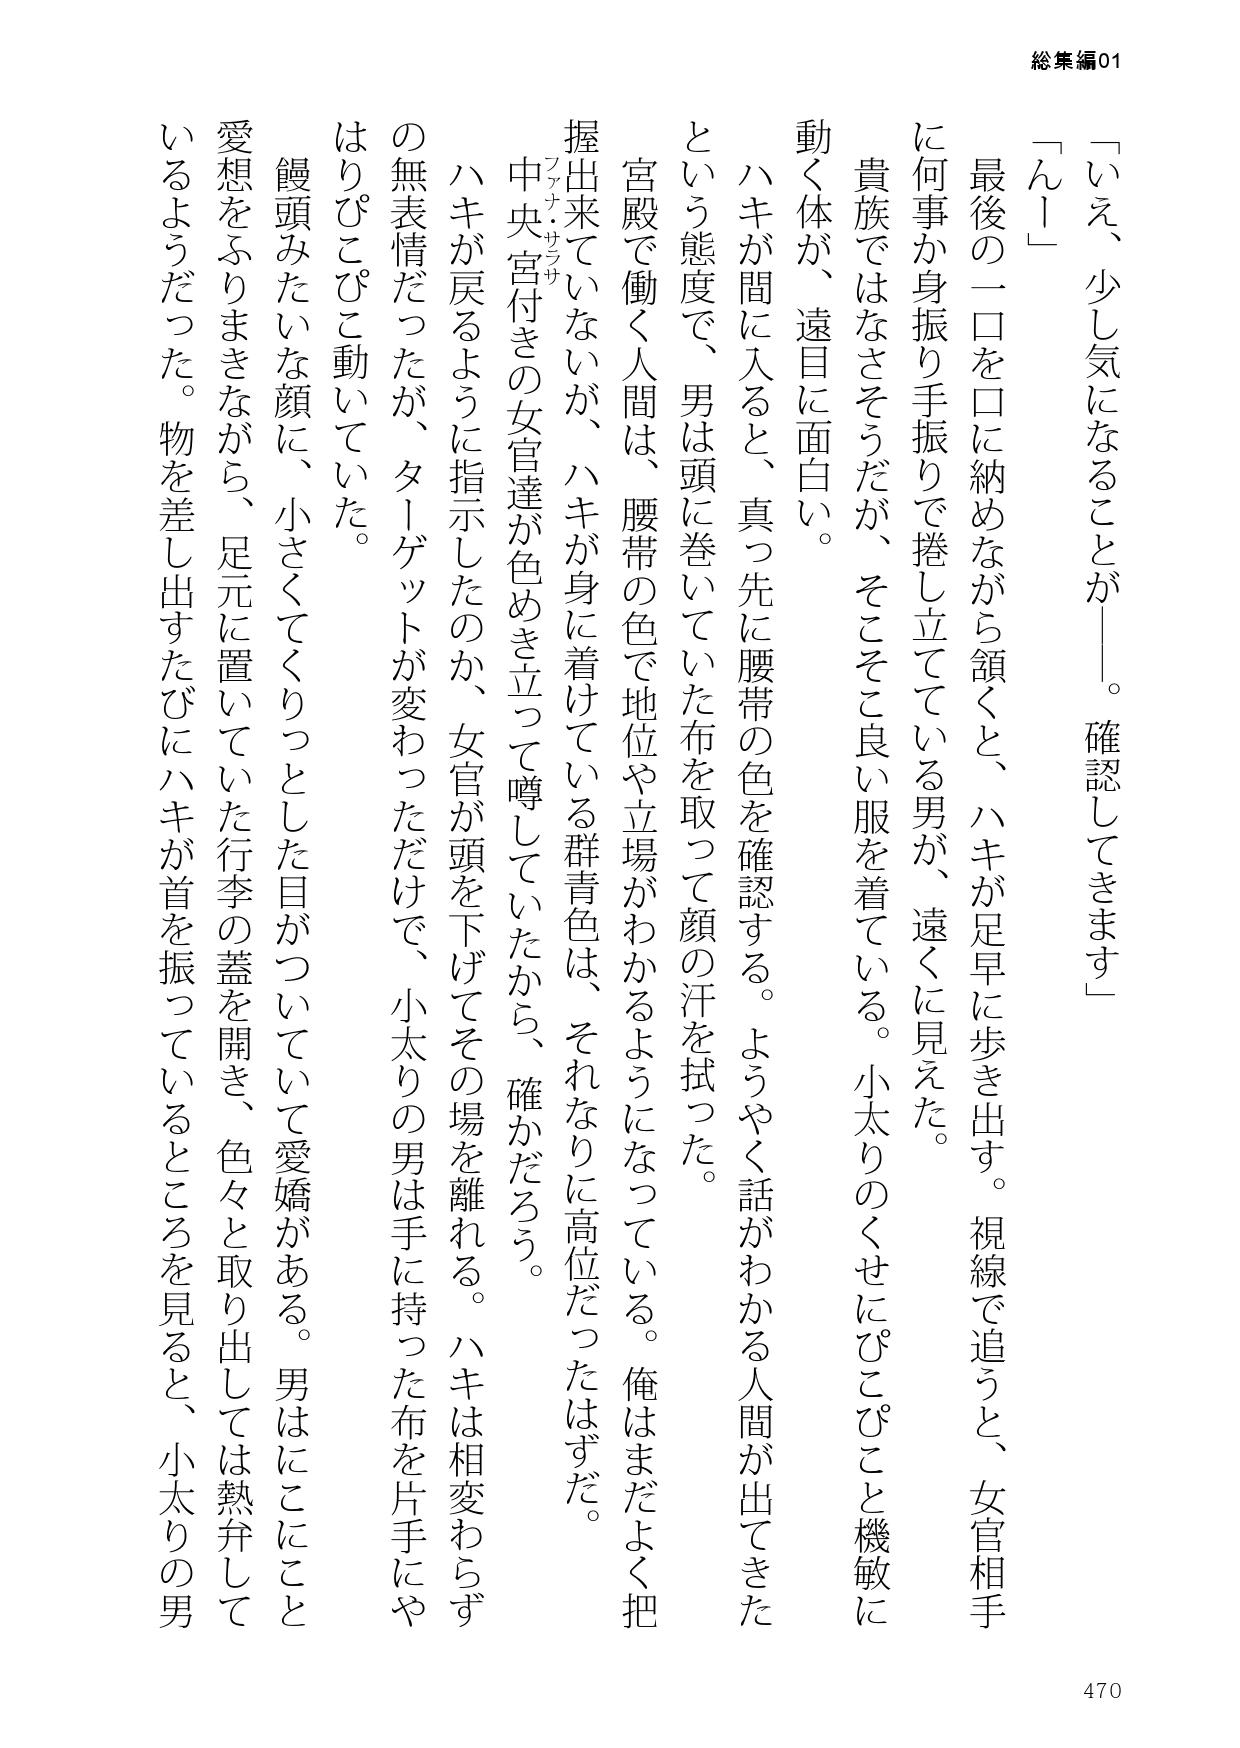 総集編01
「いえ、少し気になることが――。確認してきます」
「んー」
　最後の一口を口に納めながら頷くと、ハキが足早に歩き出す。視線で追うと、女官相手
に何事か身振り手振りで捲し立てている男が、遠くに見えた。
　貴族ではなさそうだが、そこそこ良い服を着ている。小太りのくせにぴこぴこと機敏に
動く体が、遠目に面白い。
　ハキが間に入ると、真っ先に腰帯の色を確認する。ようやく話がわかる人間が出てきた
という態度で、男は頭に巻いていた布を取って顔の汗を拭った。
　宮殿で働く人間は、腰帯の色で地位や立場がわかるようになっている。俺はまだよく把
握出来ていないが、ハキが身に着けている群青色は、それなりに高位だったはずだ。
ファナ・サラサ
　中央宮付きの女官達が色めき立って噂していたから、確かだろう。
　ハキが戻るように指示したのか、女官が頭を下げてその場を離れる。ハキは相変わらず
の無表情だったが、ターゲットが変わっただけで、小太りの男は手に持った布を片手にや
はりぴこぴこ動いていた。
　饅頭みたいな顔に、小さくてくりっとした目がついていて愛嬌がある。男はにこにこと
愛想をふりまきながら、足元に置いていた行李の蓋を開き、色々と取り出しては熱弁して
いるようだった。物を差し出すたびにハキが首を振っているところを見ると、小太りの男
470